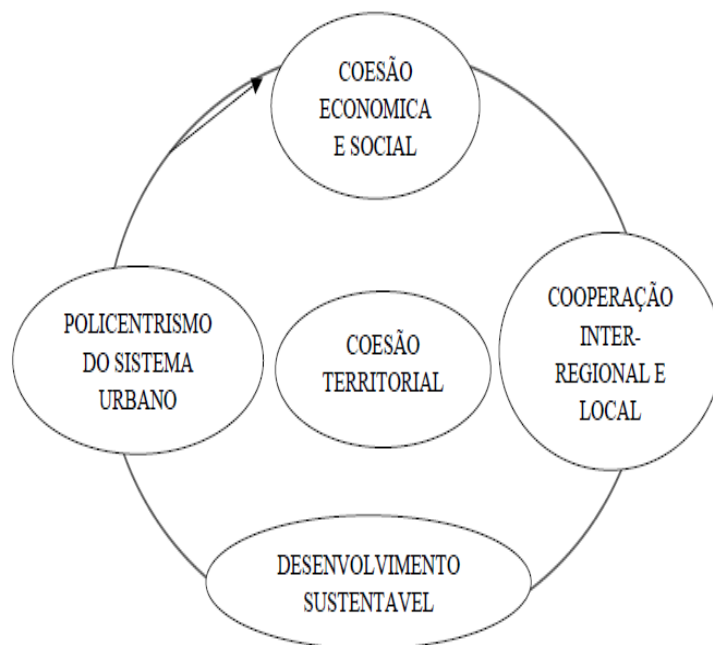 COESÃO
ECONOMICA
E SOCIAL
POLICENTRISMO
DO SISTEMA
URBANO
COESÃO
TERRITORIAL
COOPERAÇÃO
INTER-
REGIONAL E
LOCAL
DESENVOLVIMENTO
SUSTENTAVEL